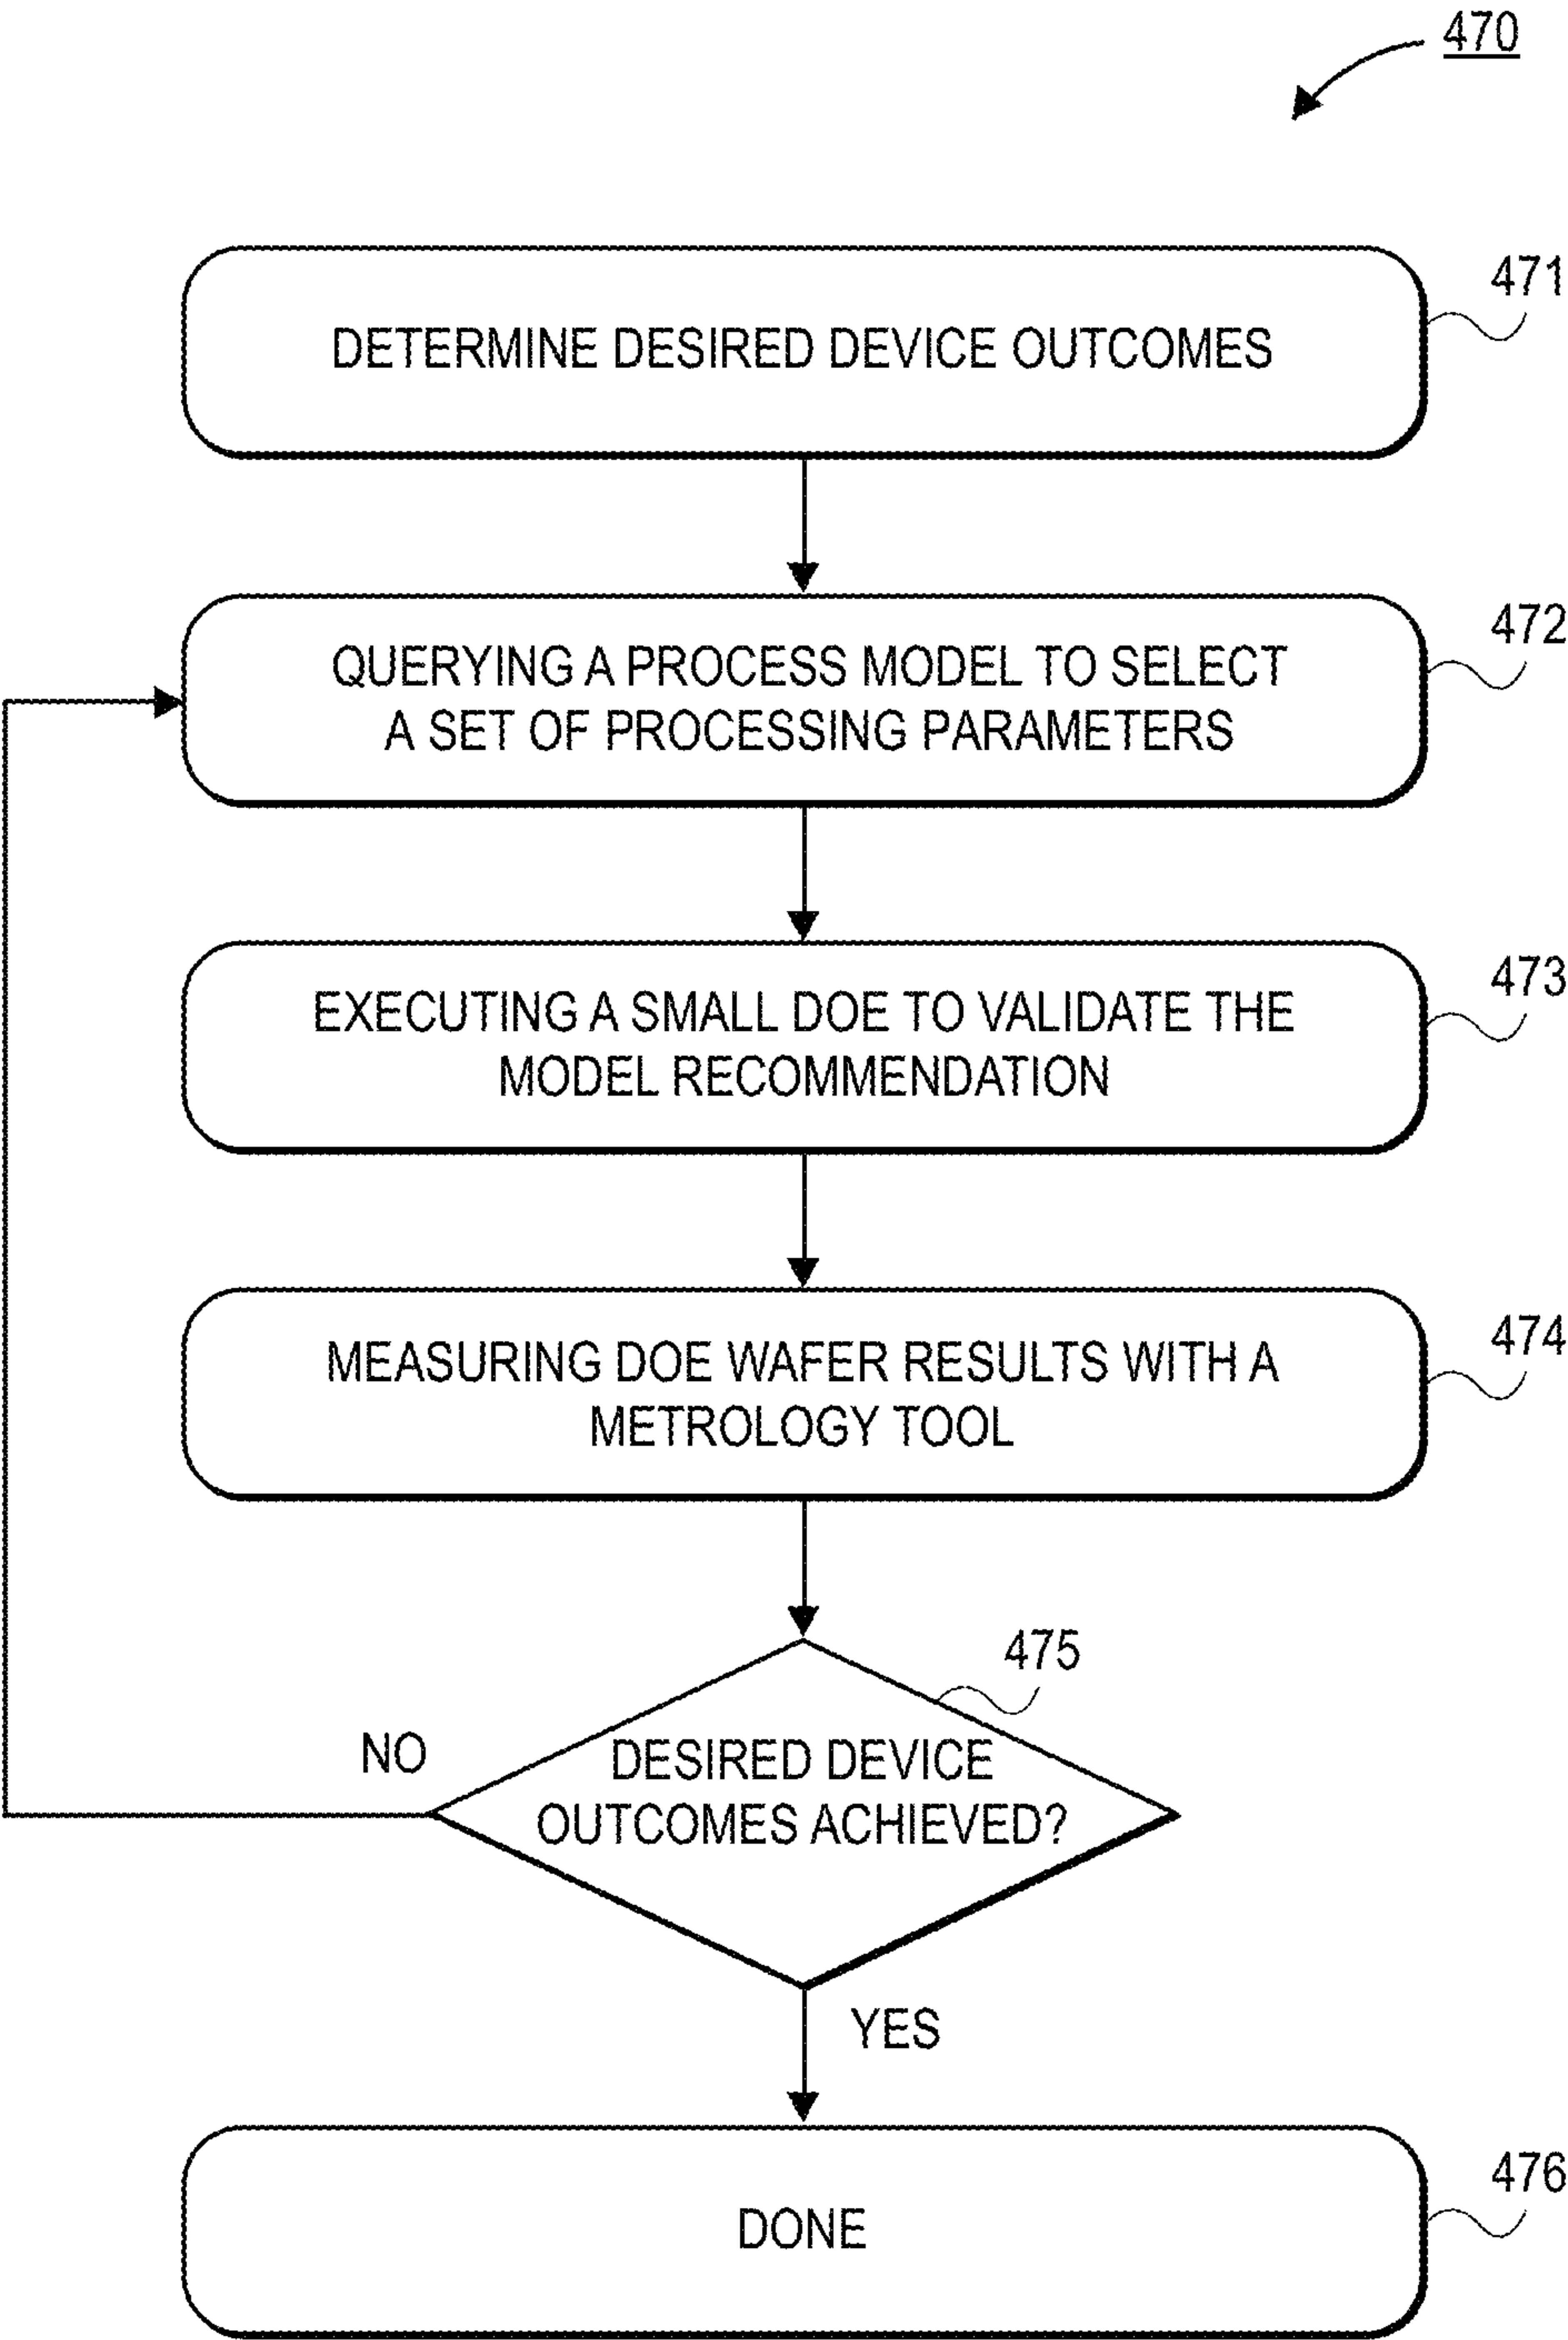 470
471
DETERMINE DESIRED DEVICE OUTCOMES
472
QUERYING A PROCESS MODEL TO SELECT
A SET OF PROCESSING PARAMETERS
473
EXECUTING A SMALL DOE TO VALIDATE THE
MODEL RECOMMENDATION
474
MEASURING DOE WAFER RESULTS WITH A
METROLOGY TOOL
475
NO
DESIRED DEVICE
OUTCOMES ACHIEVED?
YES
476
DONE